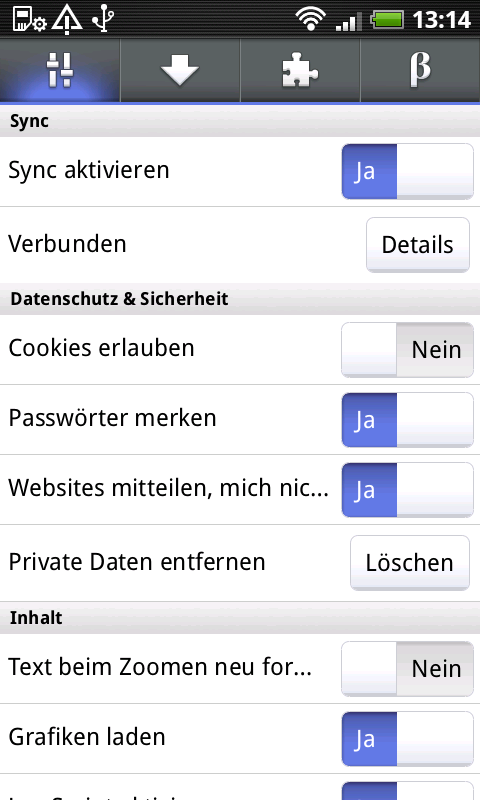 13:14
β
Sync
Sync aktivieren Ja
Verbunden Details
Datenschutz & Sicherheit
Cookies erlauben Nein
Passwörter merken Ja
Websites mitteilen, mich nic... Ja
Private Daten entfernen Löschen
Inhalt
Text beim Zoomen neu for... Nein
Grafiken laden Ja